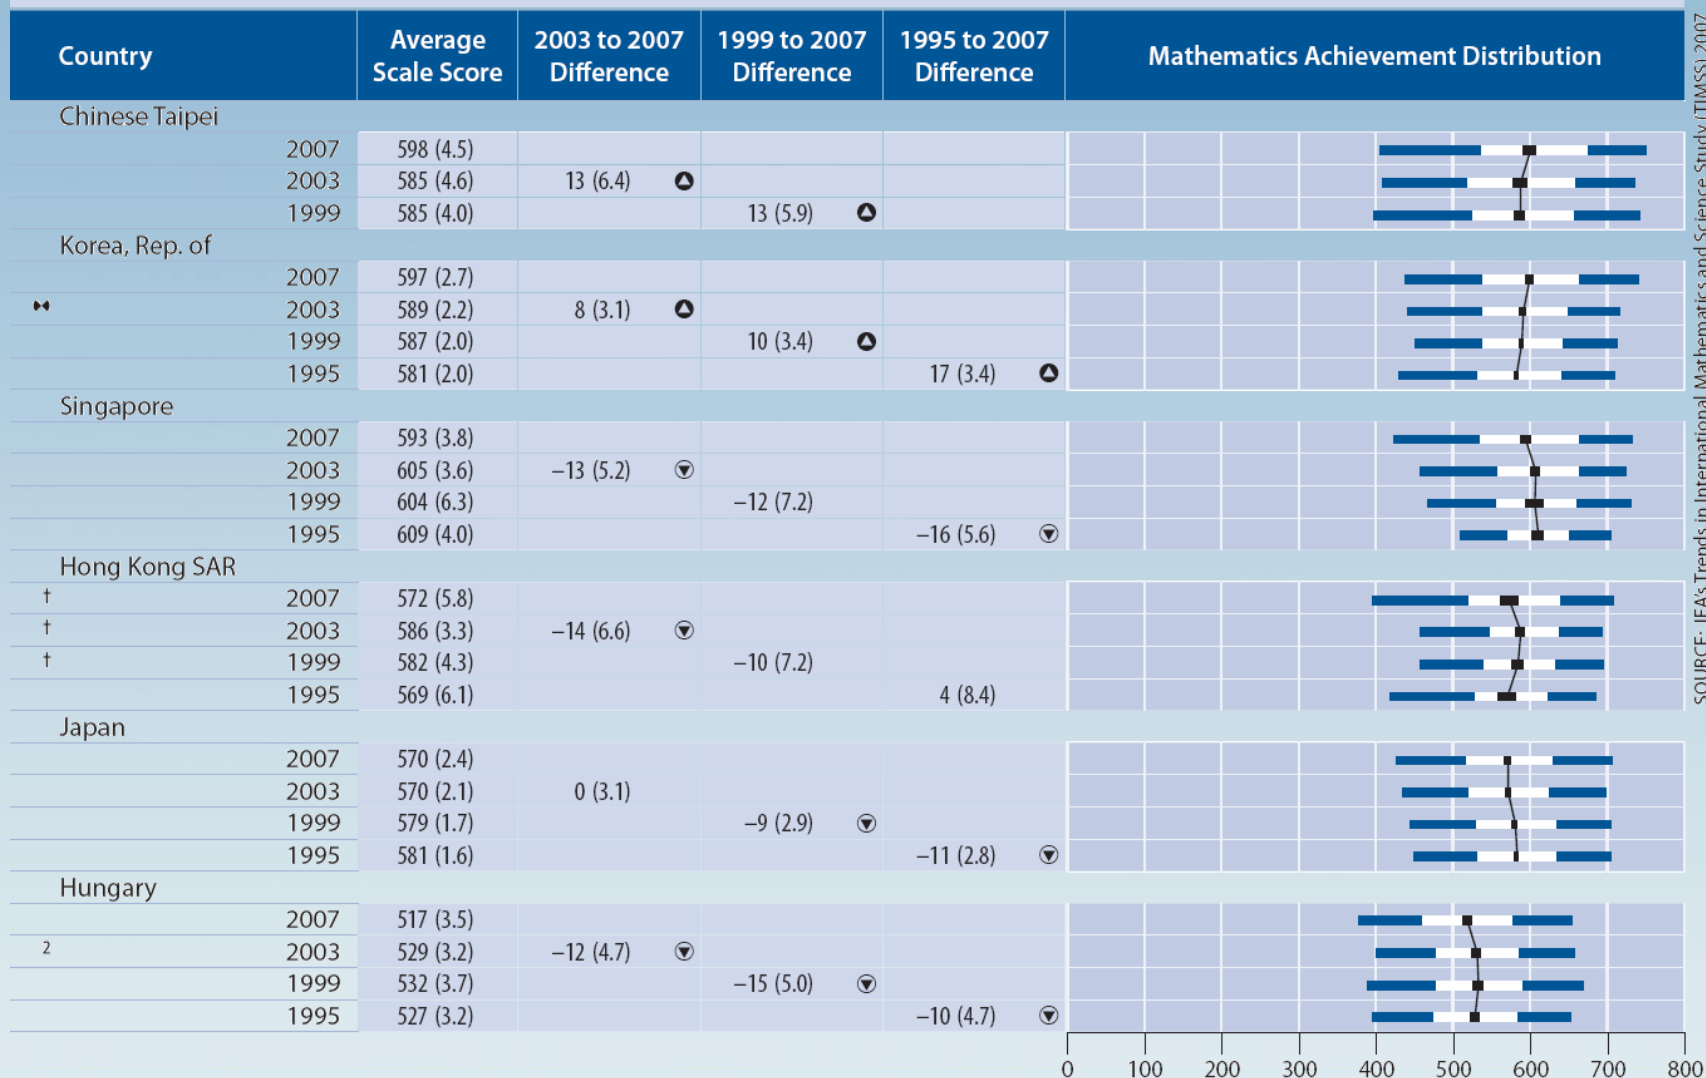 Country Average Scale Score 2003 to 2007 Difference 1999 to 2007 Difference 1995 to 2007 Difference Mathematics Achievement Distribution
Chinese Taipei
2007 598 (4.5)
2003 585 (4.6) 13 (6.4)
1999 585 (4.0) 13 (5.9)
Korea, Rep. of
2007 597 (2.7)
2003 589 (2.2) 8 (3.1)
1999 587 (2.0) 10 (3.4)
1995 581 (2.0) 17 (3.4)
Singapore
2007 593 (3.8)
2003 605 (3.6) –13 (5.2)
1999 604 (6.3) –12 (7.2)
1995 609 (4.0) –16 (5.6)
Hong Kong SAR
† 2007 572 (5.8)
† 2003 586 (3.3) –14 (6.6)
† 1999 582 (4.3) –10 (7.2)
1995 569 (6.1) 4 (8.4)
Japan
2007 570 (2.4)
2003 570 (2.1) 0 (3.1)
1999 579 (1.7) –9 (2.9)
1995 581 (1.6) –11 (2.8)
Hungary
2007 517 (3.5)
2 2003 529 (3.2) –12 (4.7)
1999 532 (3.7) –15 (5.0)
1995 527 (3.2) –10 (4.7)
0 100 200 300 400 500 600 700 800
SOURCE: IEA's Trends in International Mathematics and Science Study (TIMSS) 2007